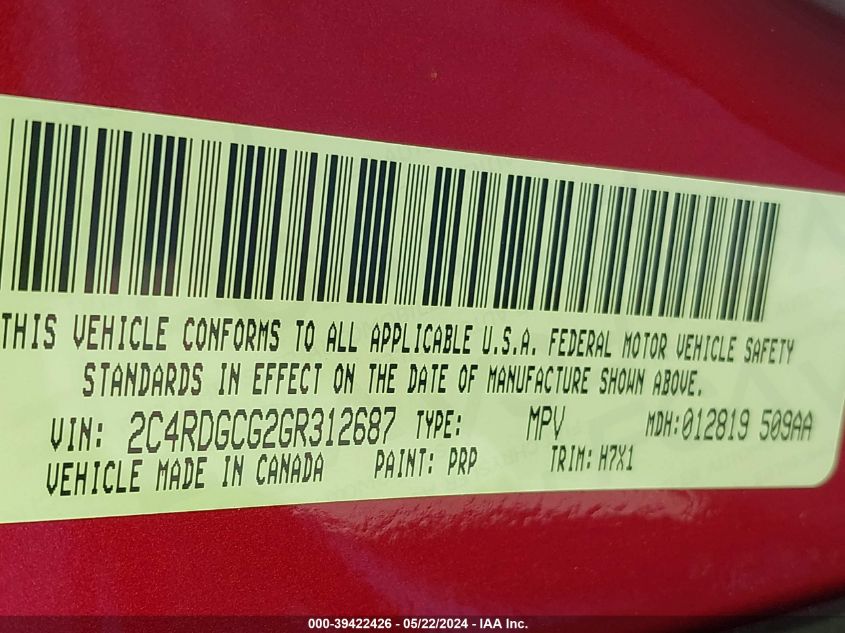 THIS VEHICLE CONFORMS TO ALL APPLICABLE U.S.A. FEDERAL MOTOR VEHICLE SAFETY
STANDARDS IN EFFECT ON THE DATE OF MANUFACTURE SHOWN ABOVE.
VIN: 2C4RDGCG2GR312687 TYPE: MPV MDH:012819 509AA
VEHICLE MADE IN CANADA PAINT: PRP TRIM: H7X1
000-39422426 - 05/22/2024 - IAA Inc.